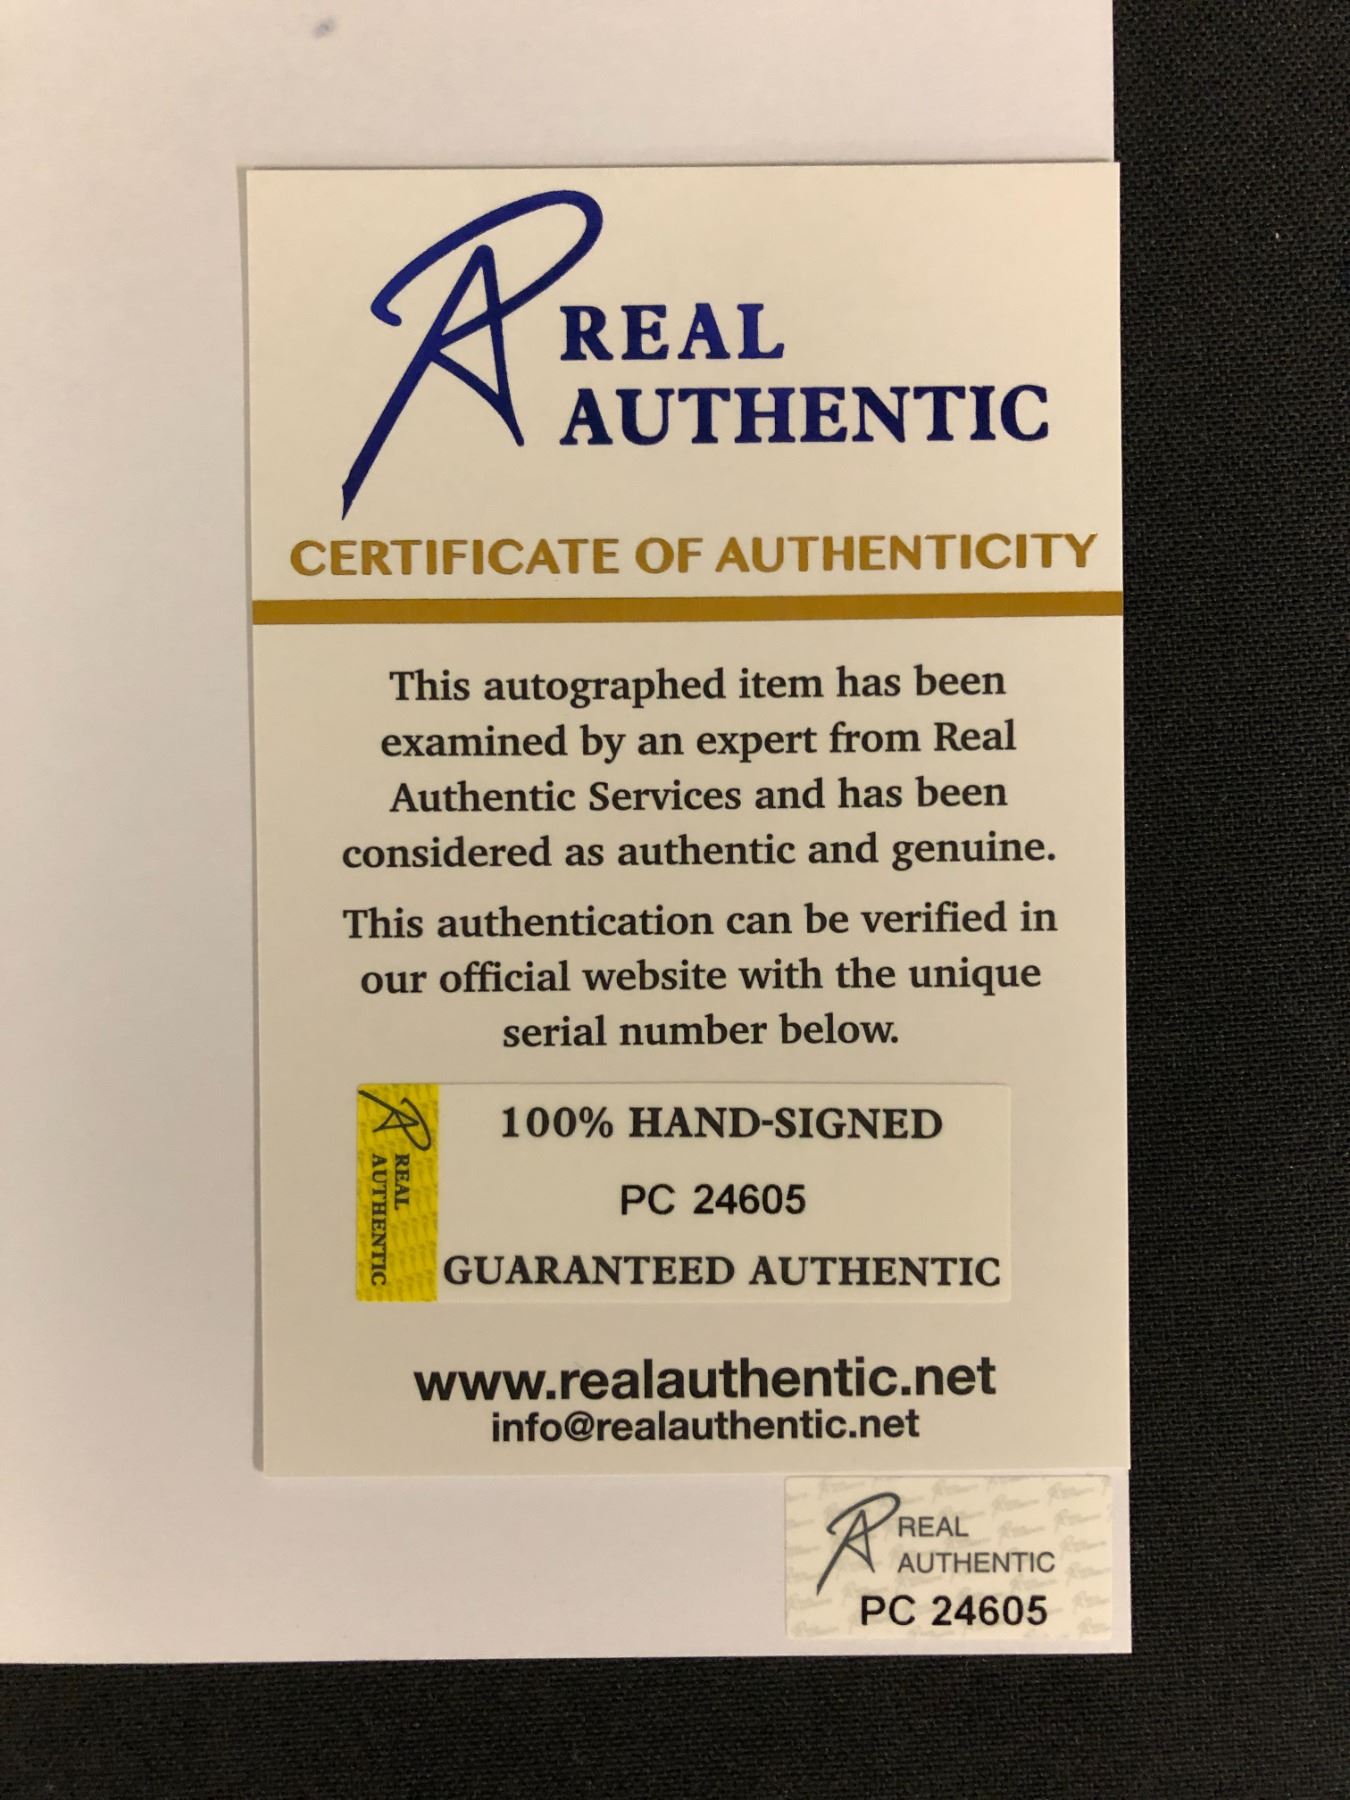 REAL
AUTHENTIC
CERTIFICATE OF AUTHENTICITY
This autographed item has been
examined by an expert from Real
Authentic Services and has been
considered as authentic and genuine.
This authentication can be verified in
our official website with the unique
serial number below.
REAL
AUTHENTIC
100% HAND-SIGNED
PC 24605
GUARANTEED AUTHENTIC
www.realauthentic.net
info@realauthentic.net
REAL
AUTHENTIC
PC 24605